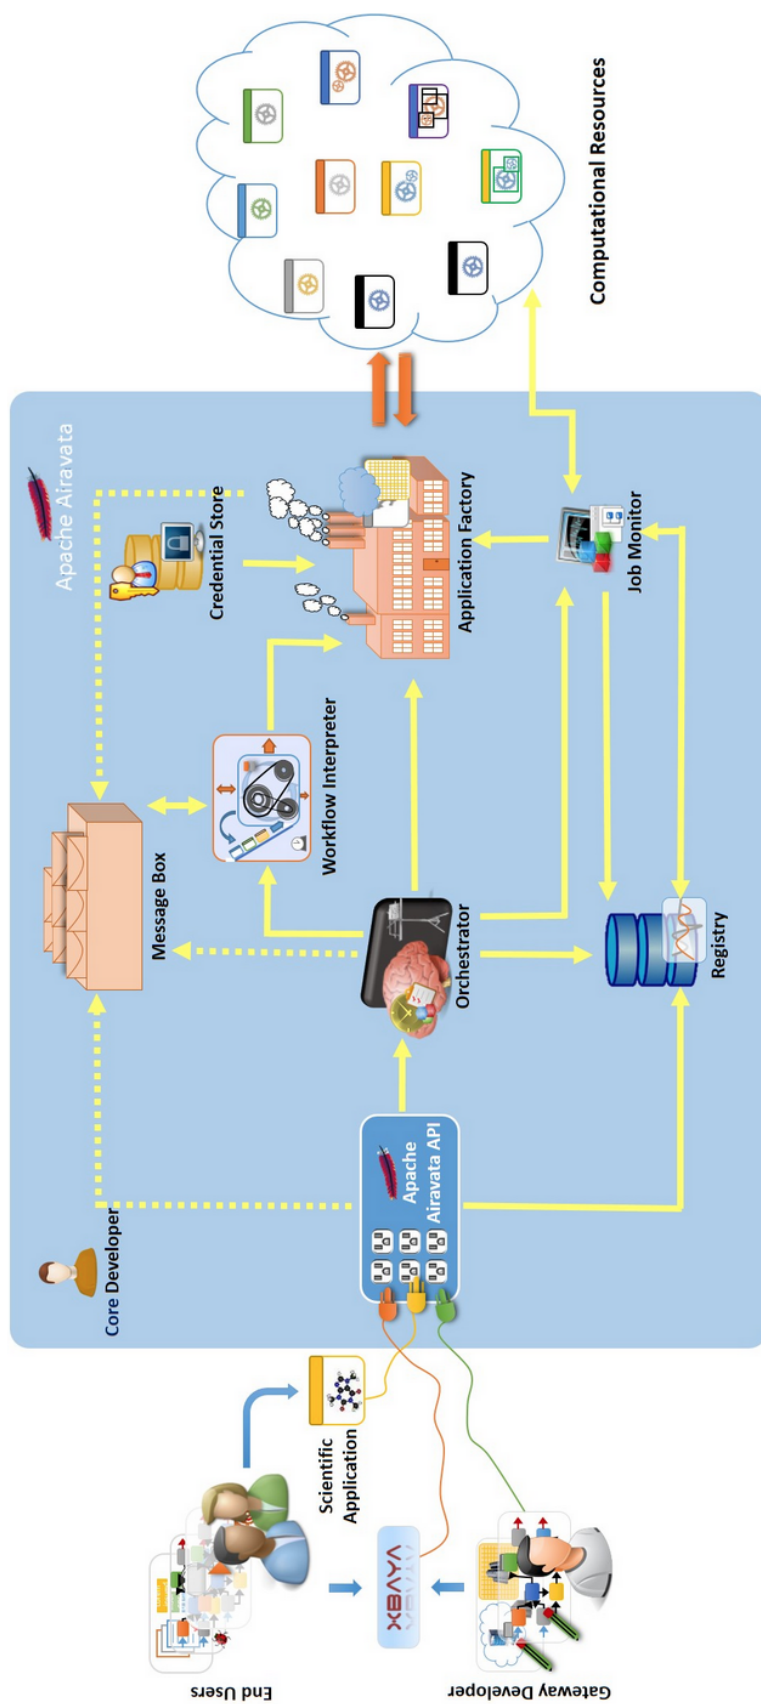 End Users
Gateway Developer
XBAYA
Scientific
Application
Core Developer
Apache
Airavata API
Message Box
Orchestrator
Registry
Workflow Interpreter
Apache Airavata
Credential Store
Application Factory
Job Monitor
Computational Resources